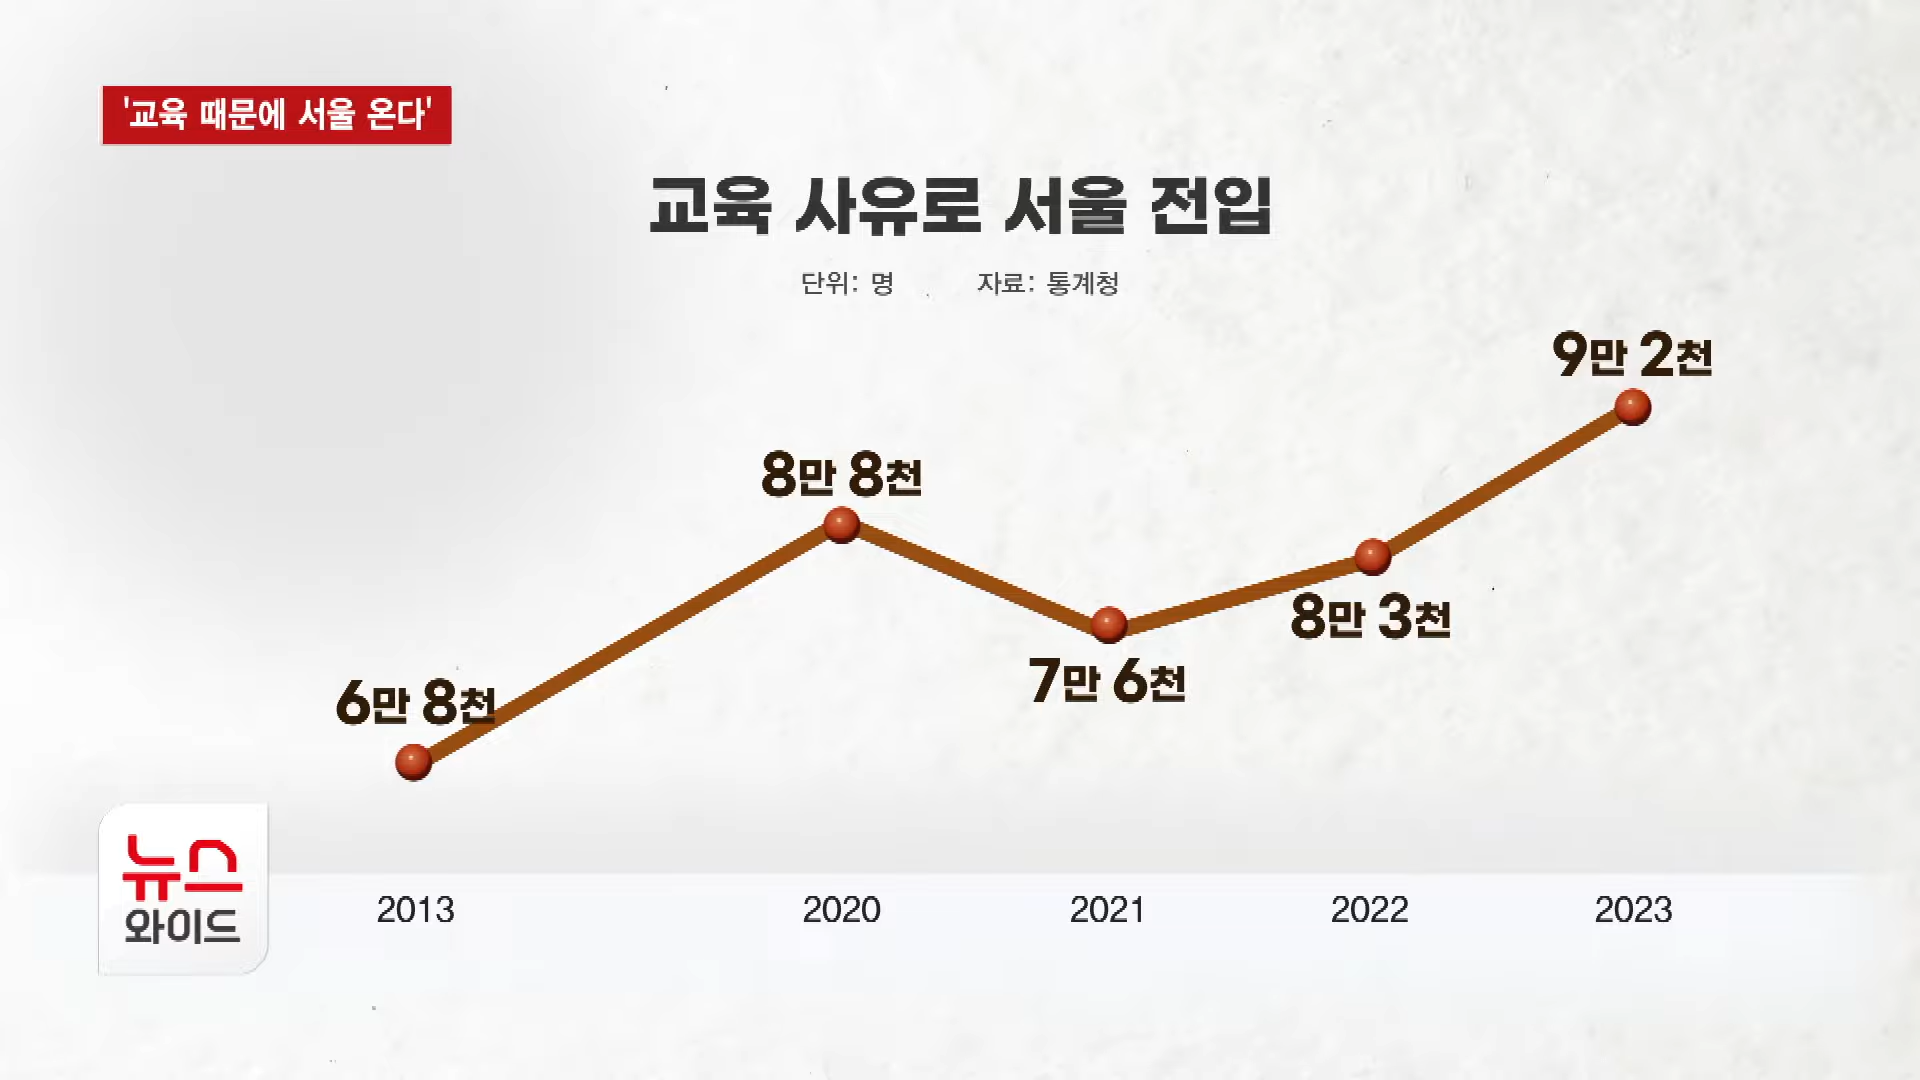 '교육 때문에 서울 온다'
교육 사유로 서울 전입
단위: 명 자료: 통계청
9만 2천
8만 8천
8만 3천
7만 6천
6만 8천
2013 2020 2021 2022 2023
뉴스
와이드